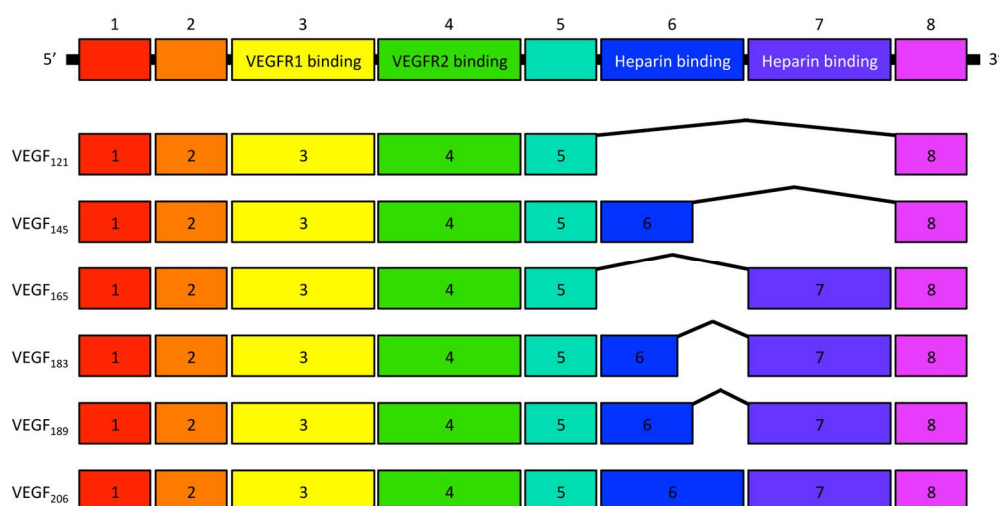 1 2 3 4 5 6 7 8
5′ VEGFR1 binding VEGFR2 binding Heparin binding Heparin binding 3′
VEGF₁₂₁ 1 2 3 4 5 8
VEGF₁₄₅ 1 2 3 4 5 6 8
VEGF₁₆₅ 1 2 3 4 5 7 8
VEGF₁₈₃ 1 2 3 4 5 6 7 8
VEGF₁₈₉ 1 2 3 4 5 6 7 8
VEGF₂₀₆ 1 2 3 4 5 6 7 8